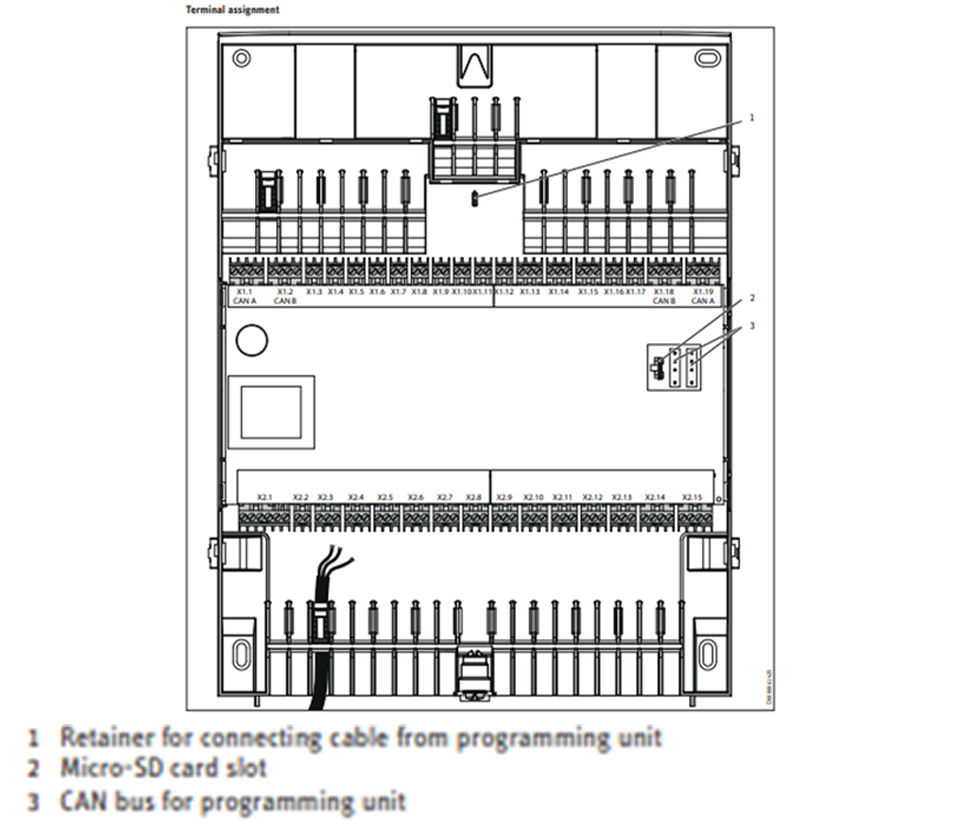 Terminal assignment
1
X1.1 X1.2 X1.3 X1.4 X1.5 X1.6 X1.7 X1.8 X1.9 X1.10 X1.11 X1.12 X1.13 X1.14 X1.15 X1.16 X1.17 X1.18 X1.19
CAN A CAN B CAN B CAN A
2
3
X2.1 X2.2 X2.3 X2.4 X2.5 X2.6 X2.7 X2.8 X2.9 X2.10 X2.11 X2.12 X2.13 X2.14 X2.15
1 Retainer for connecting cable from programming unit
2 Micro-SD card slot
3 CAN bus for programming unit